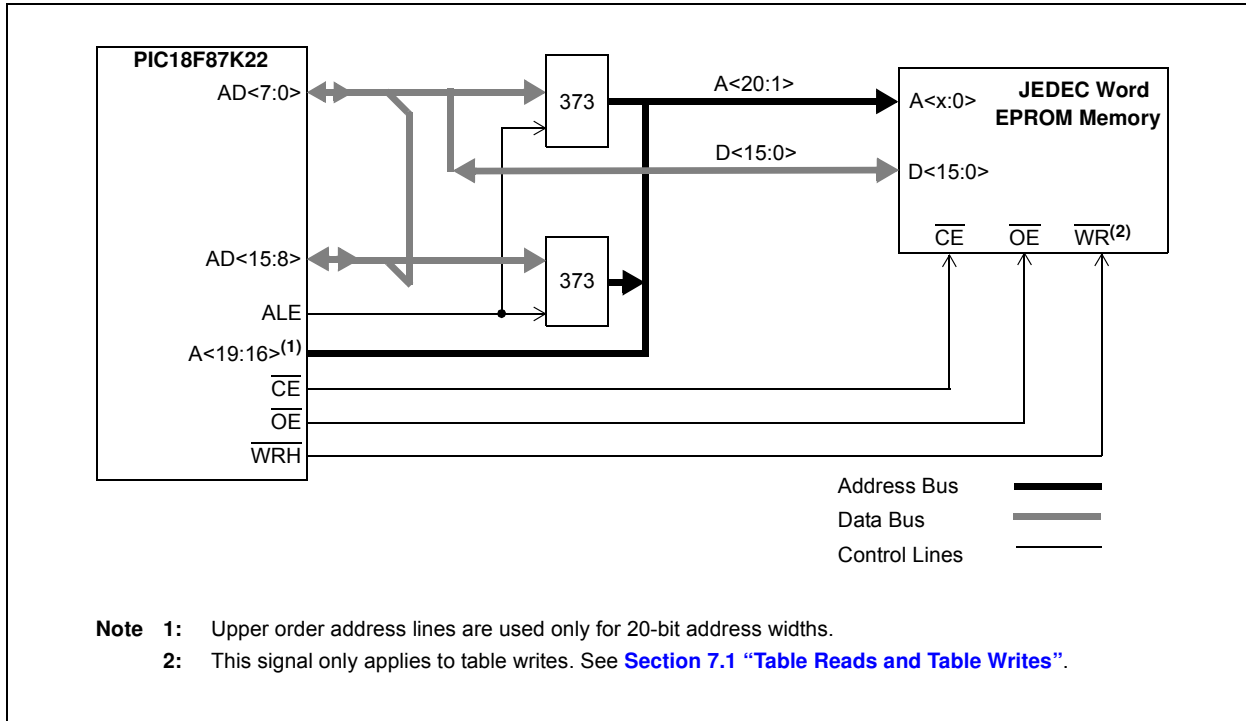 PIC18F87K22
AD<7:0>
373
A<20:1>
A<x:0>
JEDEC Word
EPROM Memory
D<15:0>
D<15:0>
CE OE WR(2)
AD<15:8>
373
ALE
A<19:16>(1)
CE
OE
WRH
Address Bus
Data Bus
Control Lines
Note 1: Upper order address lines are used only for 20-bit address widths.
2: This signal only applies to table writes. See Section 7.1 “Table Reads and Table Writes”.